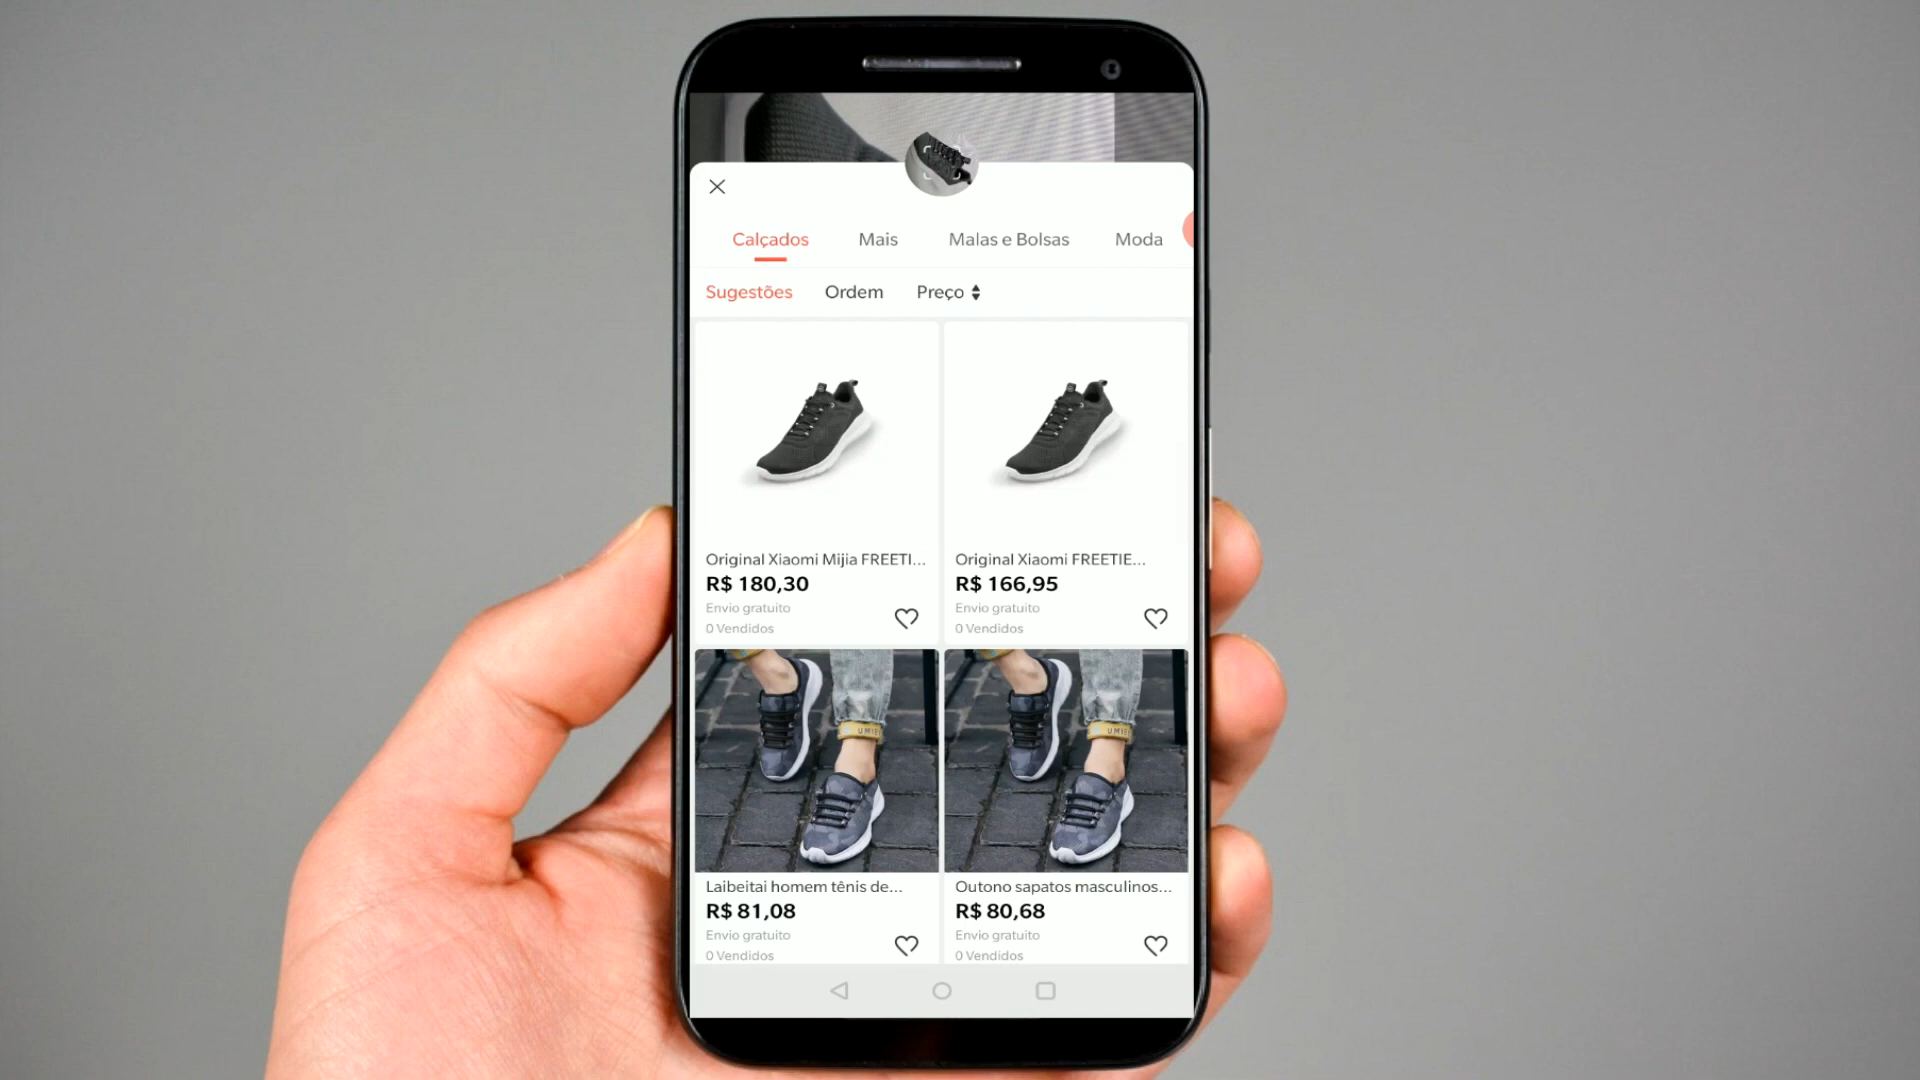 Calçados Mais Malas e Bolsas Moda
Sugestões Ordem Preço
Original Xiaomi Mijia FREETI... Original Xiaomi FREETIE...
R$ 180,30 R$ 166,95
Envio gratuito Envio gratuito
0 Vendidos 0 Vendidos
Laibeitai homem tênis de... Outono sapatos masculinos...
R$ 81,08 R$ 80,68
Envio gratuito Envio gratuito
0 Vendidos 0 Vendidos